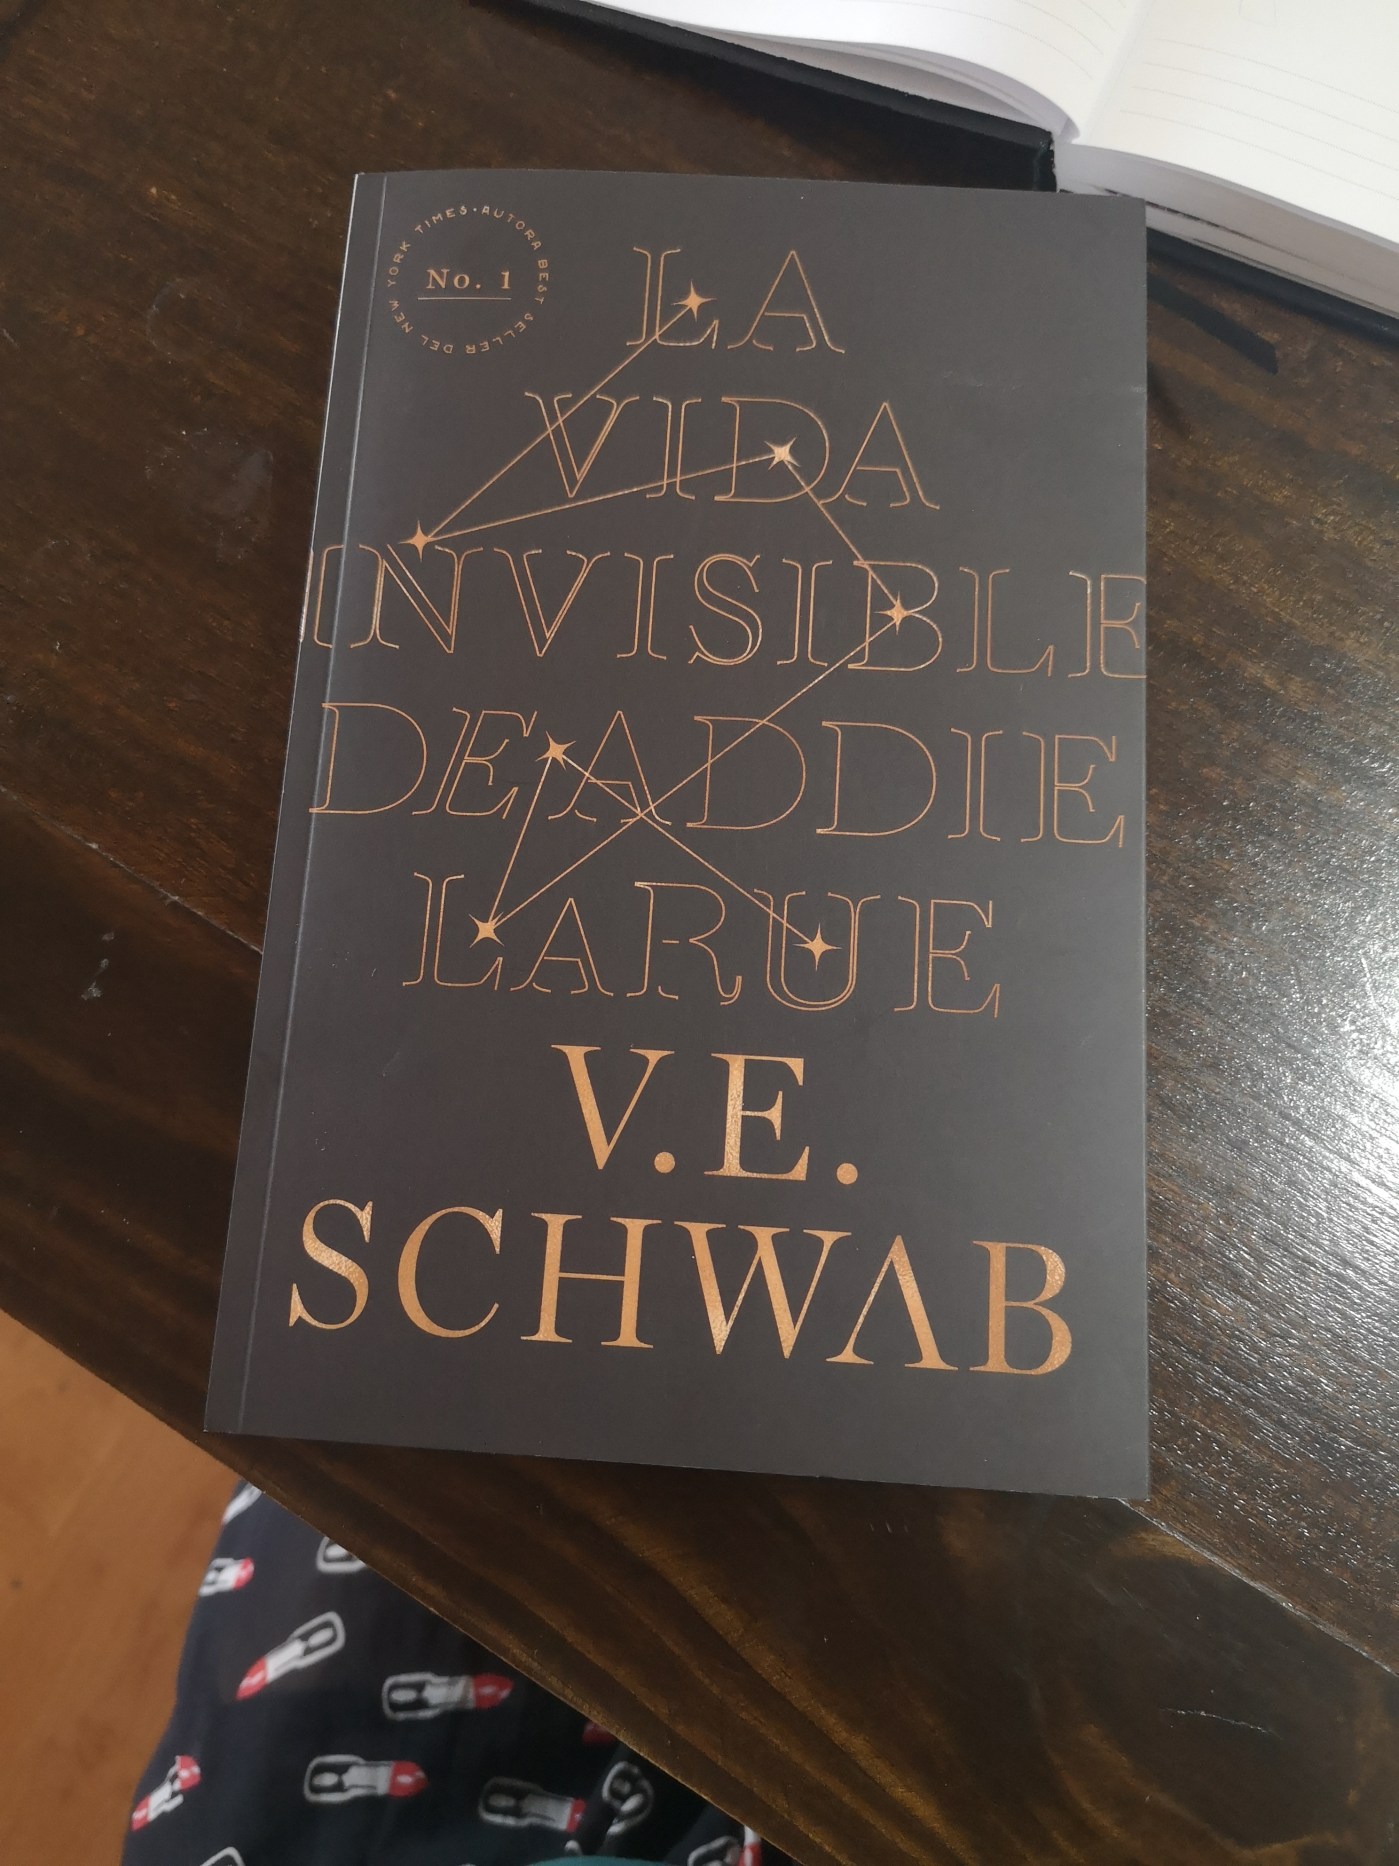 AUTORA BEST SELLER DEL NEW YORK TIMES
No. 1
LA
VIDA
INVISIBLE
DE ADDIE
LARUE
V.E.
SCHWAB